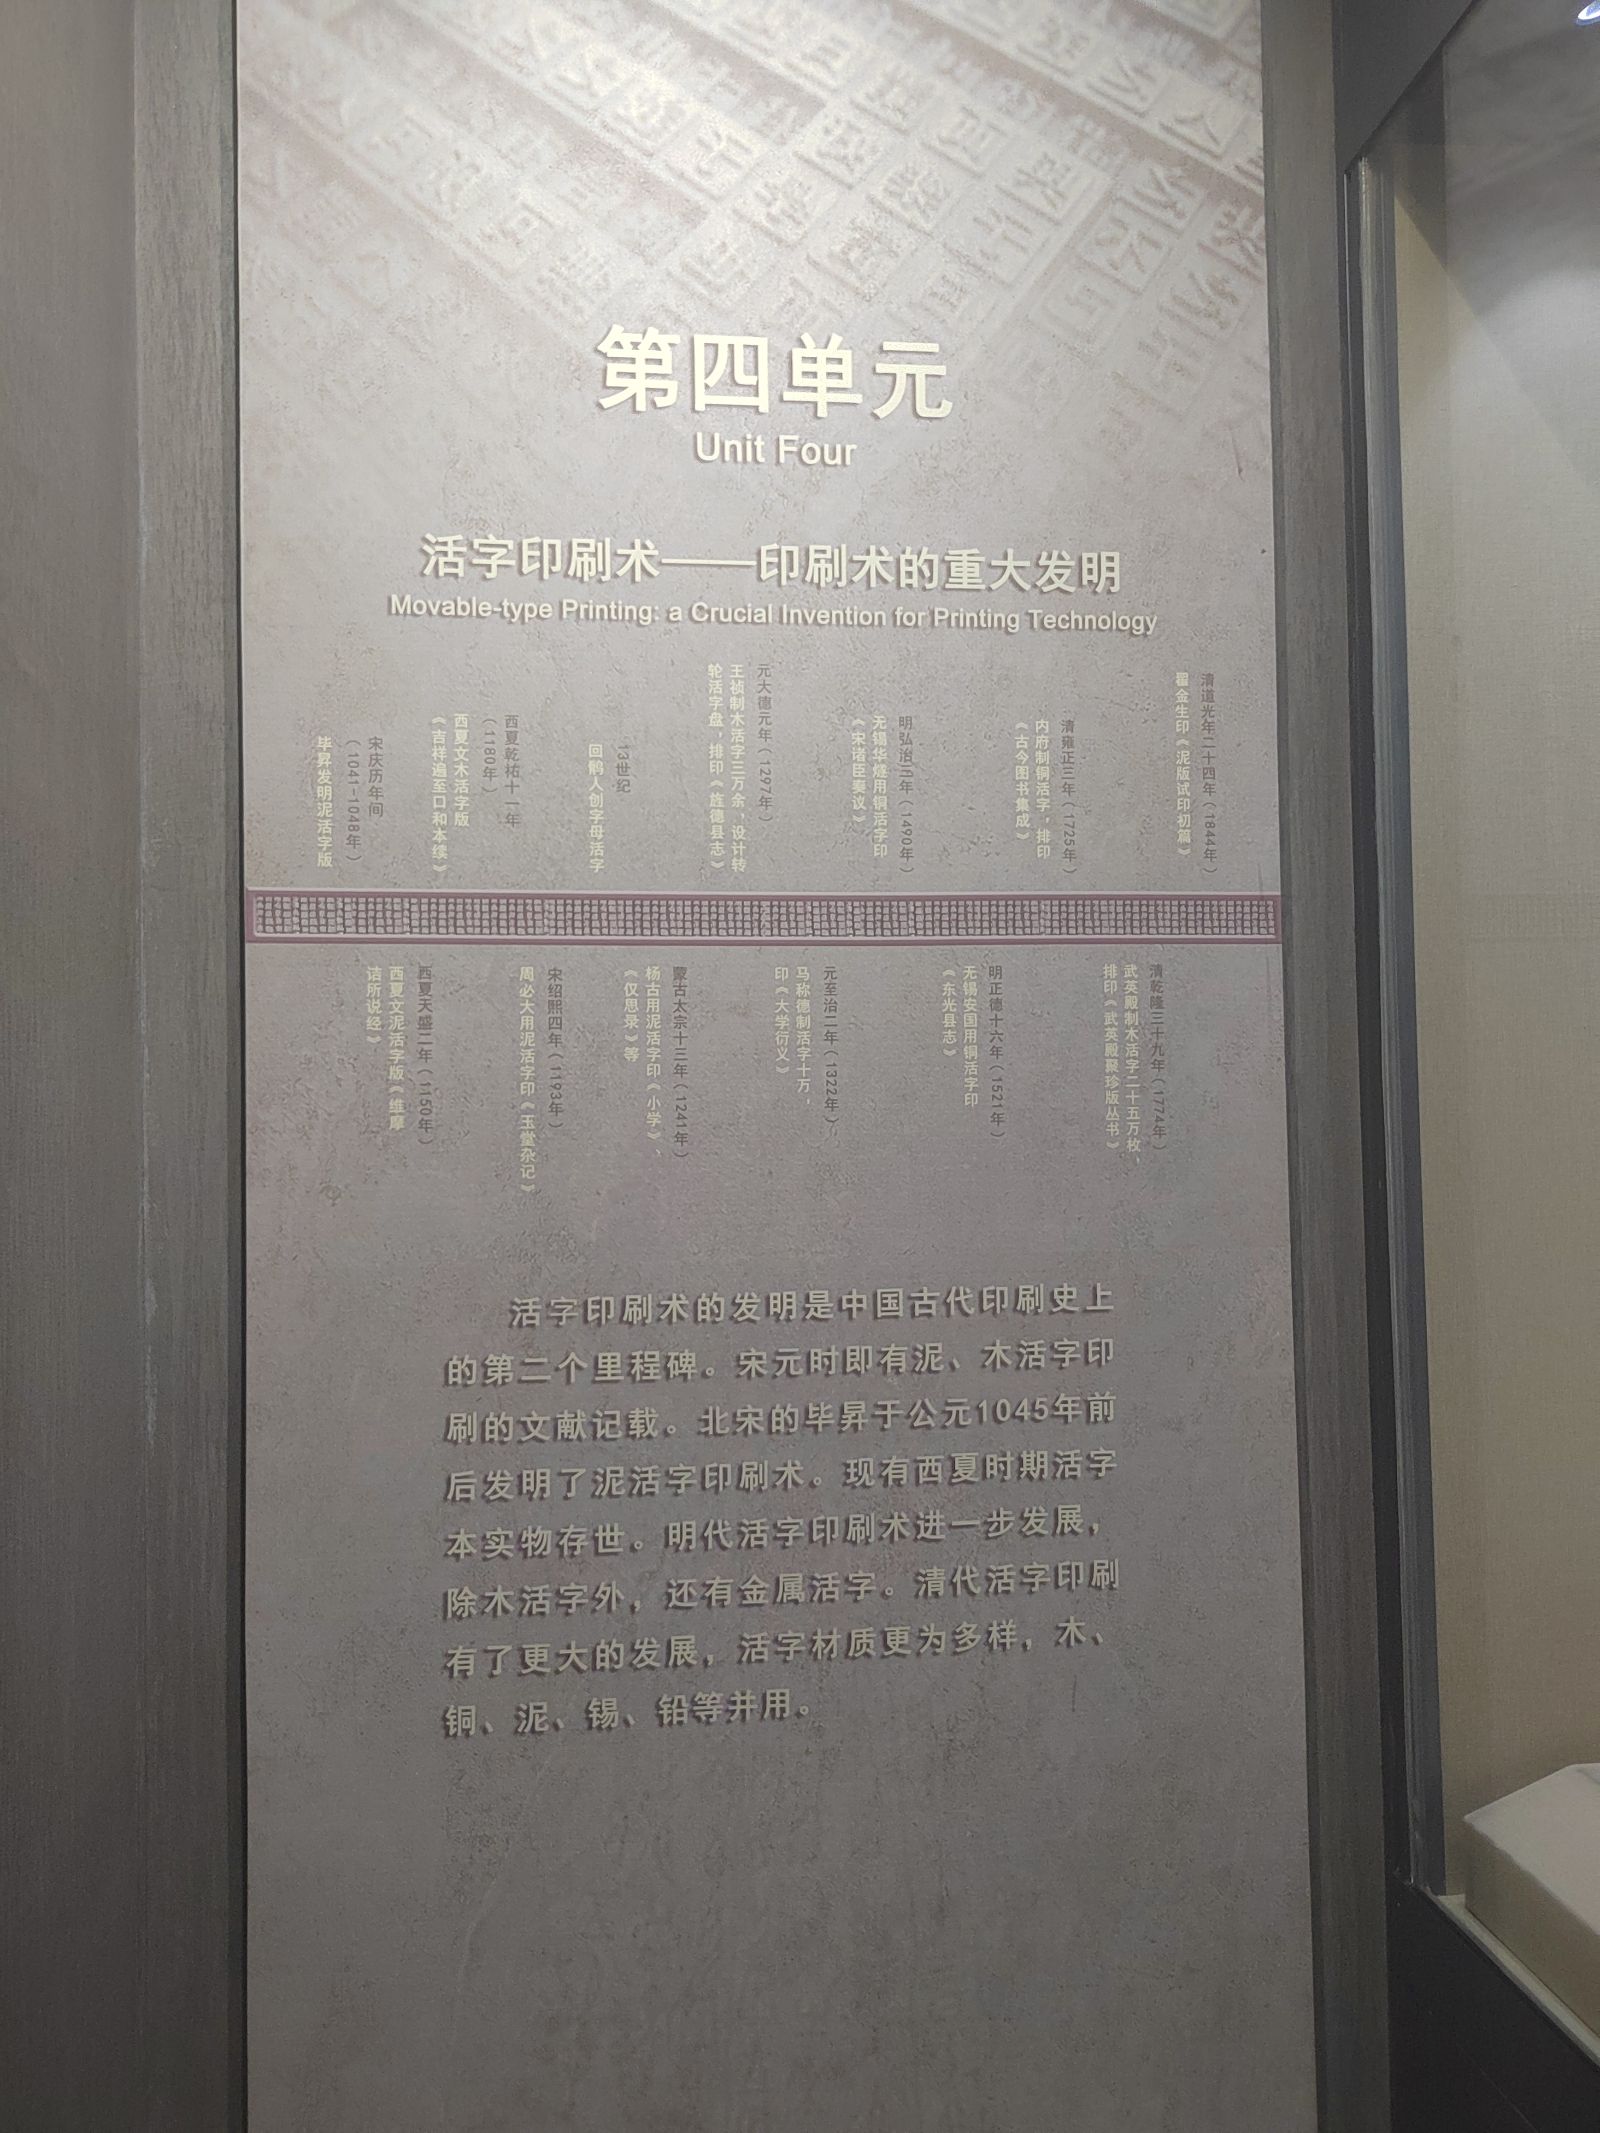 第四单元
Unit Four
活字印刷术——印刷术的重大发明
Movable-type Printing: a Crucial Invention for Printing Technology
宋庆历年间
（1041-1048年）
毕昇发明泥活字版
西夏乾祐十一年
（1180年）
西夏文木活字版
《吉祥遍至口和本续》
13世纪
回鹘人创字母活字
元大德元年（1297年）
王祯制木活字三万余，设计转
轮活字盘，排印《旌德县志》
明弘治三年（1490年）
无锡华燧用铜活字印
《宋诸臣奏议》
清雍正三年（1725年）
内府制铜活字，排印
《古今图书集成》
清道光年二十四年（1844年）
翟金生印《泥版试印初篇》
西夏天盛二年（1150年）
西夏文泥活字版《维摩
诘所说经》
宋绍熙四年（1193年）
周必大用泥活字印《玉堂杂记》
蒙古太宗十三年（1241年）
杨古用泥活字印《小学》、
《仅思录》等
元至治二年（1322年）
马称德制活字十万，
印《大学衍义》
明正德十六年（1521年）
无锡安国用铜活字印
《东光县志》
清乾隆三十九年（1774年）
武英殿制木活字二十五万枚，
排印《武英殿聚珍版丛书》
活字印刷术的发明是中国古代印刷史上
的第二个里程碑。宋元时即有泥、木活字印
刷的文献记载。北宋的毕昇于公元1045年前
后发明了泥活字印刷术。现有西夏时期活字
本实物存世。明代活字印刷术进一步发展，
除木活字外，还有金属活字。清代活字印刷
有了更大的发展，活字材质更为多样，木、
铜、泥、锡、铅等并用。